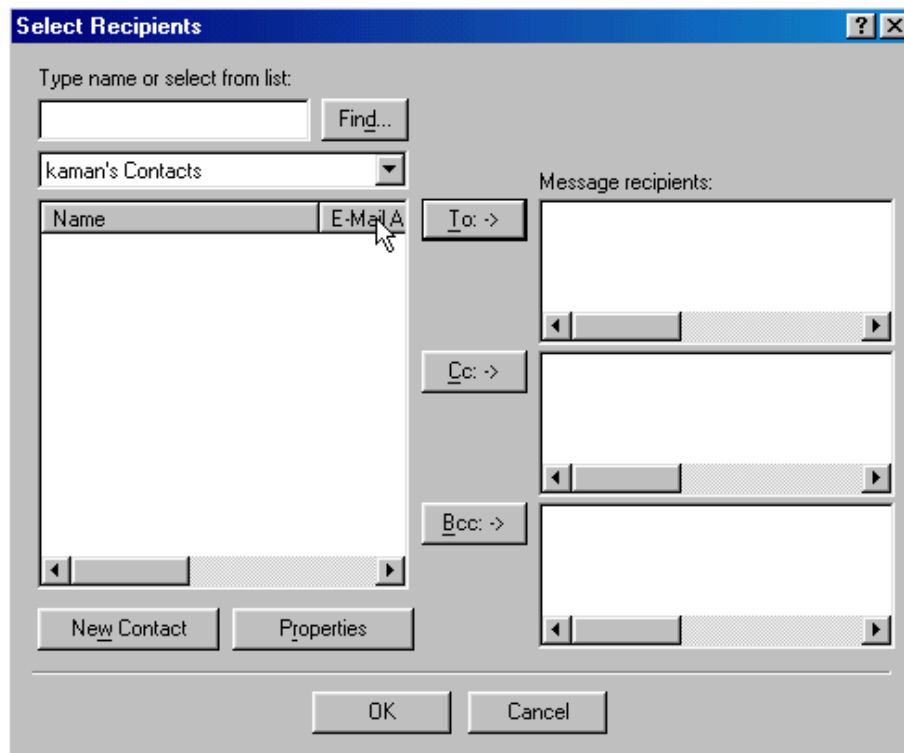 Select Recipients
Type name or select from list:
Find...
kaman's Contacts
Message recipients:
Name E-Mail A
To: ->
Cc: ->
Bcc: ->
New Contact Properties
OK Cancel